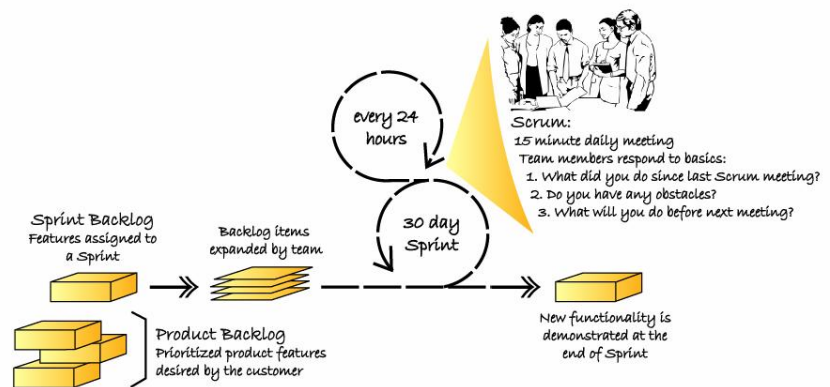 every 24
hours
Scrum:
15 minute daily meeting
Team members respond to basics:
1. What did you do since last Scrum meeting?
2. Do you have any obstacles?
3. What will you do before next meeting?
30 day
Sprint
Sprint Backlog
Features assigned to
a Sprint
Backlog items
expanded by team
New functionality is
demonstrated at the
end of Sprint
Product Backlog
Prioritized product features
desired by the customer